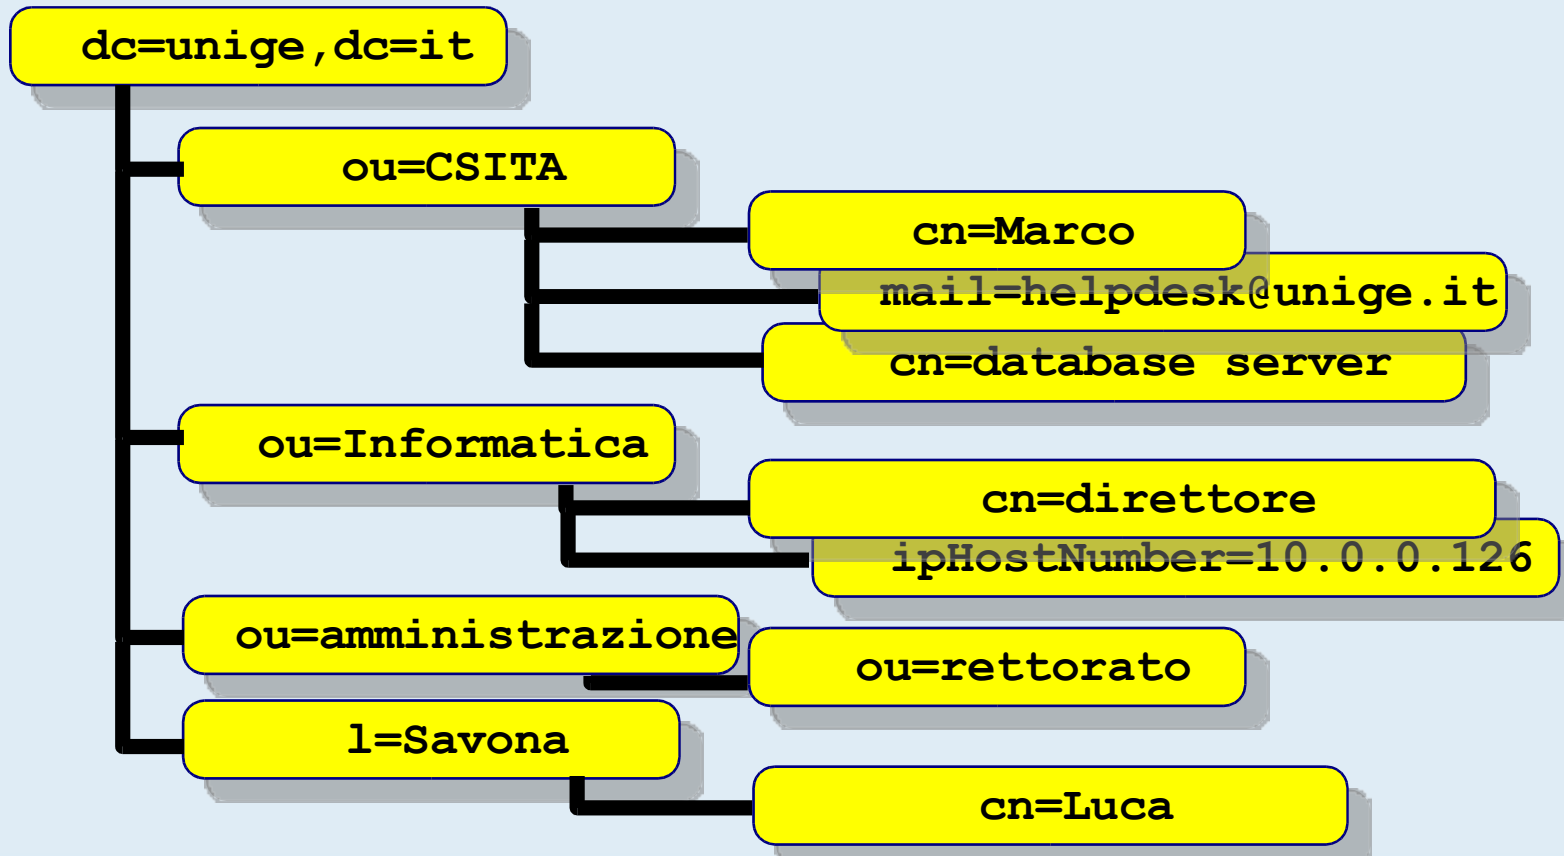 dc=unige,dc=it
ou=CSITA
cn=Marco
mail=helpdesk@unige.it
cn=database server
ou=Informatica
cn=direttore
ipHostNumber=10.0.0.126
ou=amministrazione
ou=rettorato
l=Savona
cn=Luca